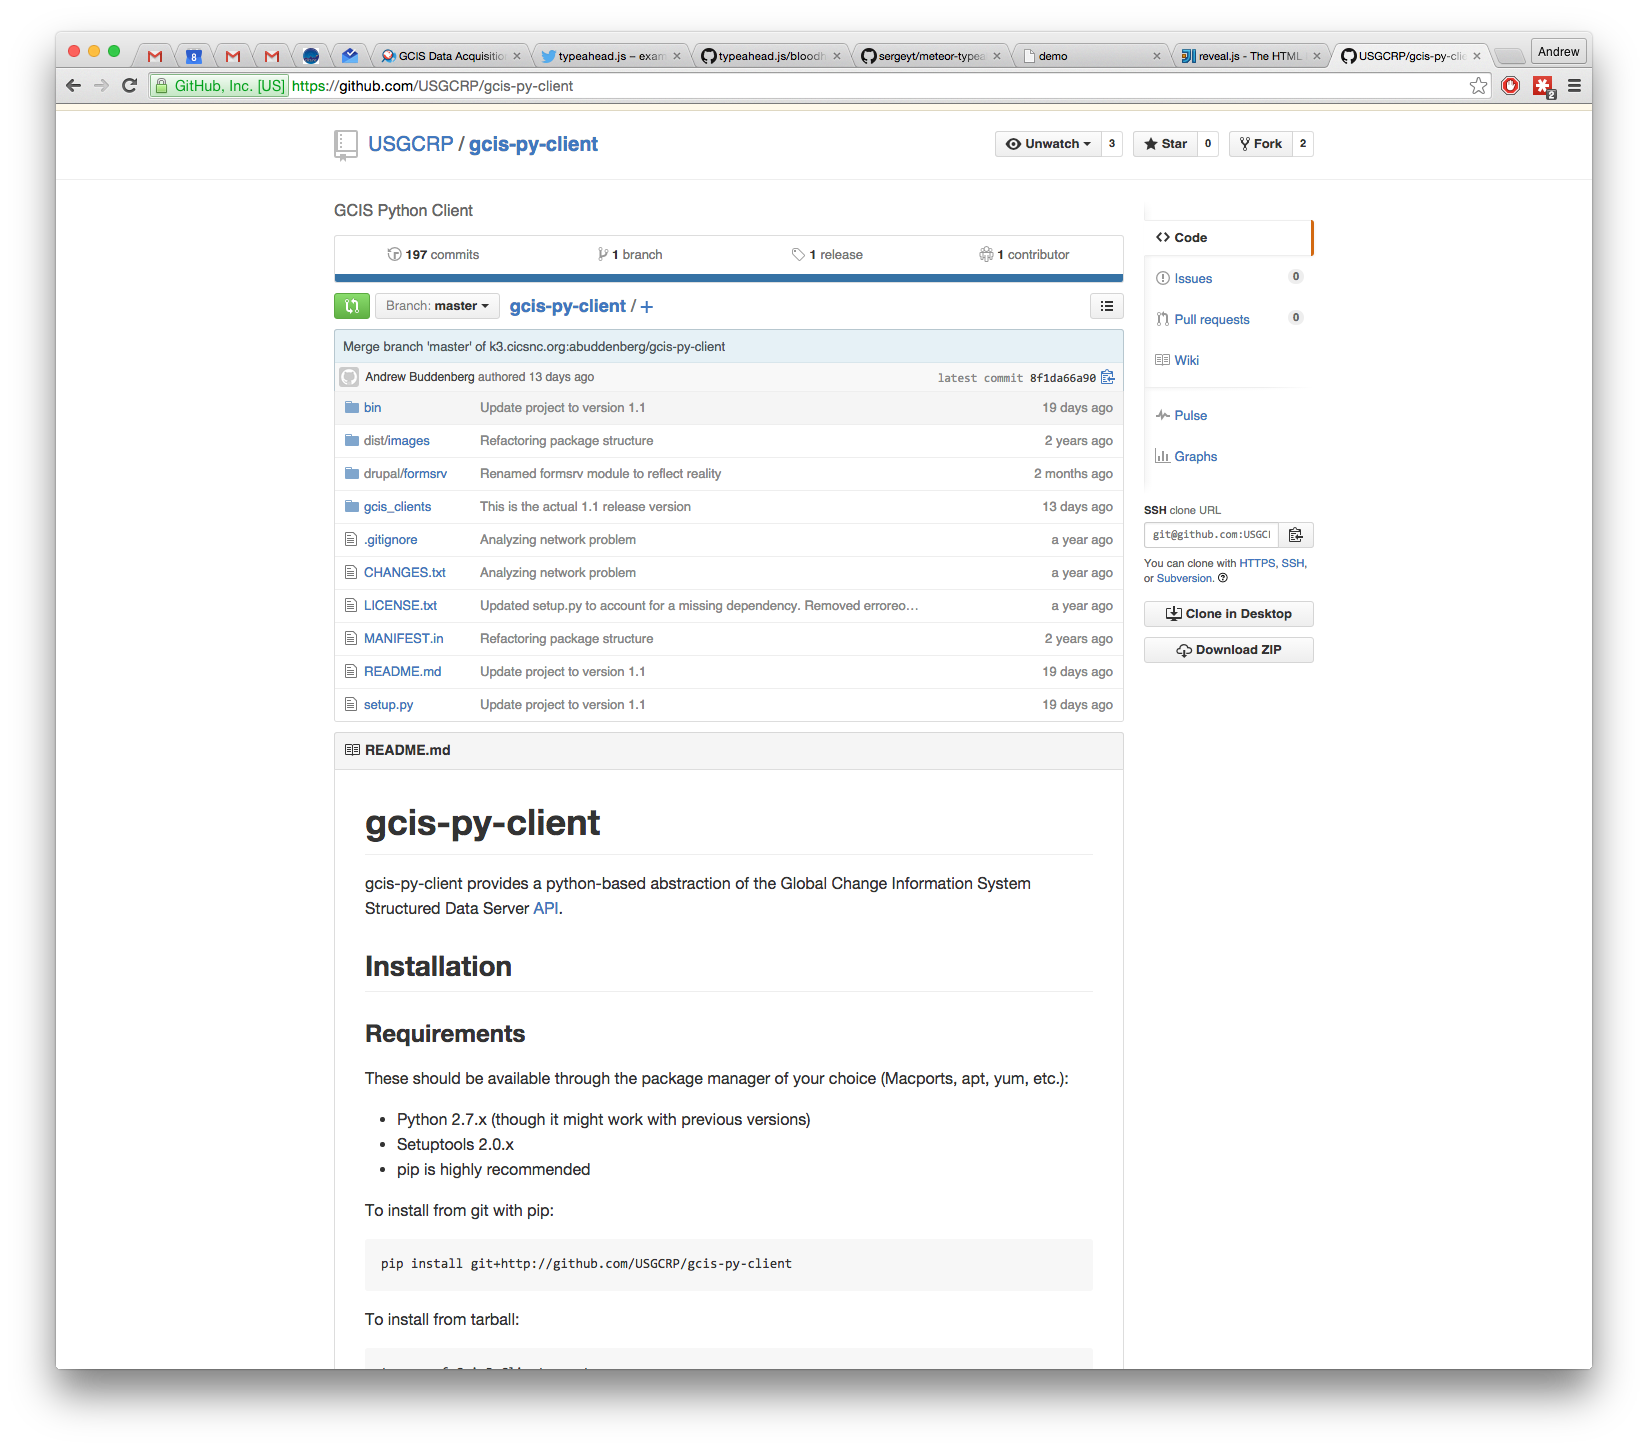 8
GCIS Data Acquisitio
typeahead.js – exam
typeahead.js/bloodh
sergeyt/meteor-typea
demo
reveal.js - The HTML
USGCRP/gcis-py-clie
Andrew
GitHub, Inc. [US] https://github.com/USGCRP/gcis-py-client
2
USGCRP / gcis-py-client
Unwatch 3
Star 0
Fork 2
GCIS Python Client
197 commits
1 branch
1 release
1 contributor
Branch: master
gcis-py-client / +
Merge branch 'master' of k3.cicsnc.org:abuddenberg/gcis-py-client
Andrew Buddenberg authored 13 days ago
latest commit 8f1da66a90
bin Update project to version 1.1 19 days ago
dist/images Refactoring package structure 2 years ago
drupal/formsrv Renamed formsrv module to reflect reality 2 months ago
gcis_clients This is the actual 1.1 release version 13 days ago
.gitignore Analyzing network problem a year ago
CHANGES.txt Analyzing network problem a year ago
LICENSE.txt Updated setup.py to account for a missing dependency. Removed erroreo… a year ago
MANIFEST.in Refactoring package structure 2 years ago
README.md Update project to version 1.1 19 days ago
setup.py Update project to version 1.1 19 days ago
Code
Issues 0
Pull requests 0
Wiki
Pulse
Graphs
SSH clone URL
git@github.com:USGCI
You can clone with HTTPS, SSH,
or Subversion.
Clone in Desktop
Download ZIP
README.md
gcis-py-client
gcis-py-client provides a python-based abstraction of the Global Change Information System
Structured Data Server API.
Installation
Requirements
These should be available through the package manager of your choice (Macports, apt, yum, etc.):
• Python 2.7.x (though it might work with previous versions)
• Setuptools 2.0.x
• pip is highly recommended
To install from git with pip:
pip install git+http://github.com/USGCRP/gcis-py-client
To install from tarball: